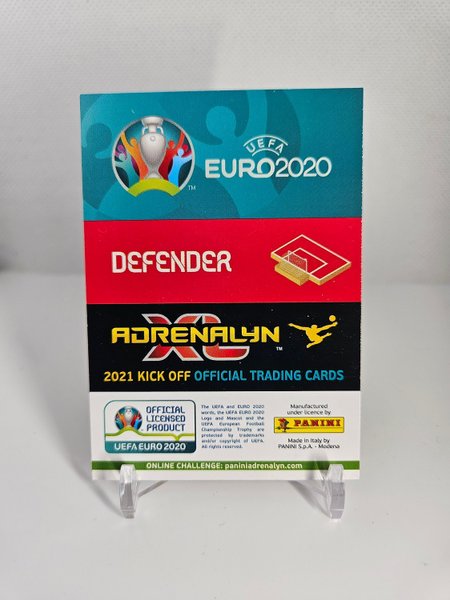 UEFA
EURO2020
TM
DEFENDER
ADRENALYN
XL
TM
2021 KICK OFF OFFICIAL TRADING CARDS
OFFICIAL
LICENSED
PRODUCT
UEFA EURO 2020
The UEFA and EURO 2020
words, the UEFA EURO 2020
Logo and Mascot and the
UEFA European Football
Championship Trophy are
protected by trademarks
and/or copyright of UEFA.
All rights reserved.
Manufactured
under licence by
PANINI
Made in Italy by
PANINI S.p.A. - Modena
ONLINE CHALLENGE: paniniadrenalyn.com